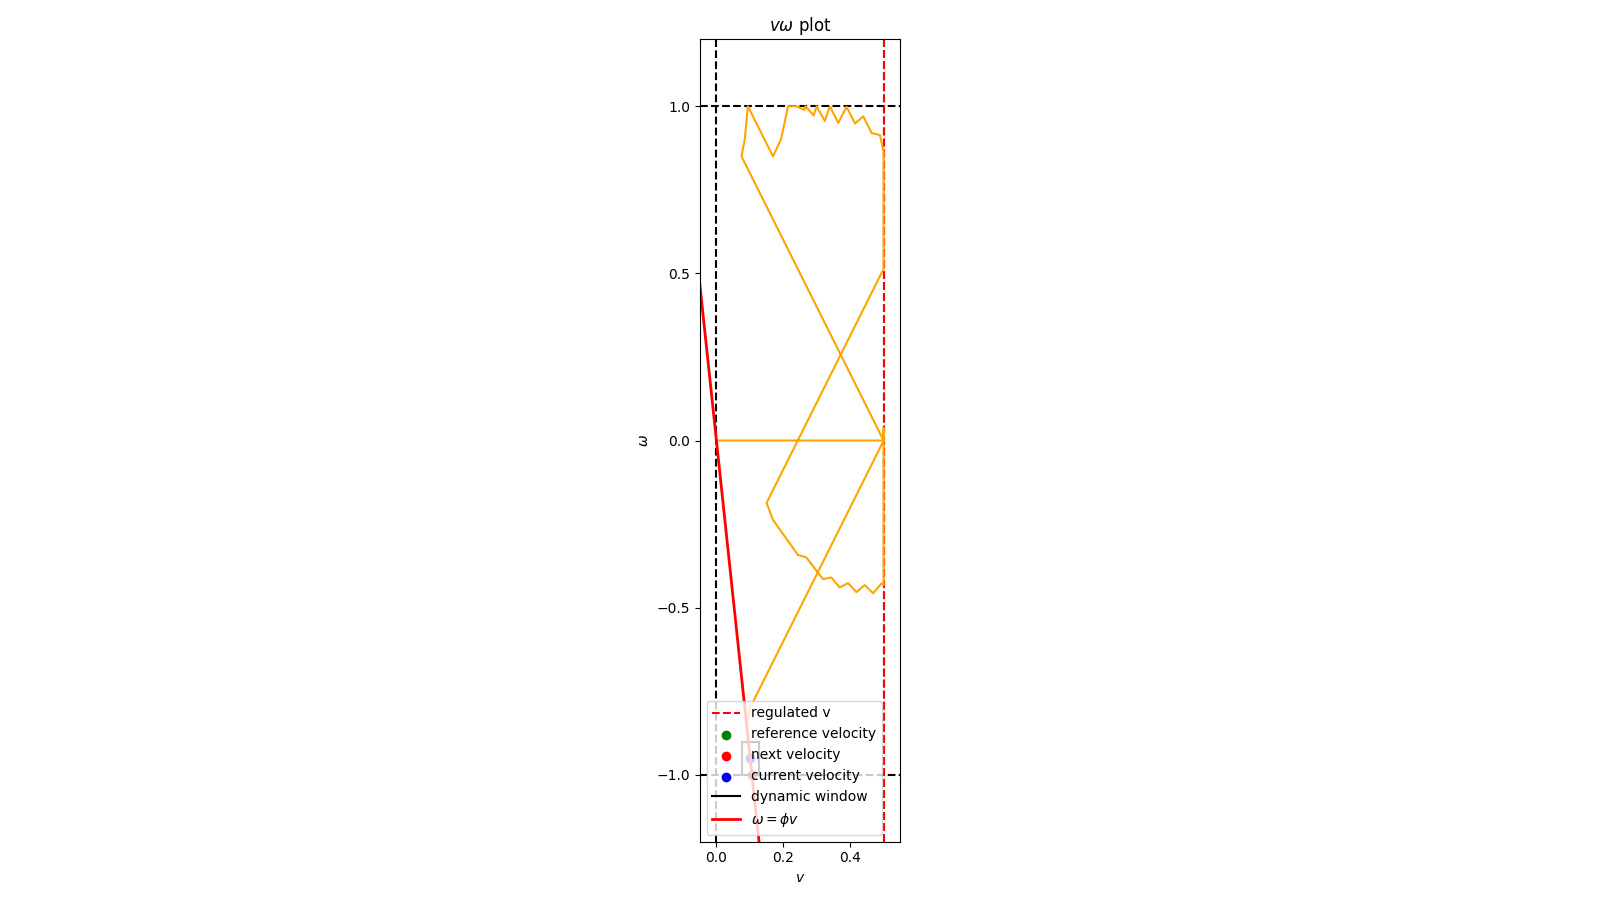 vω plot
1.0
0.5
0.0
−0.5
−1.0
ω
regulated v
reference velocity
next velocity
current velocity
dynamic window
ω = ϕv
0.0 0.2 0.4
v